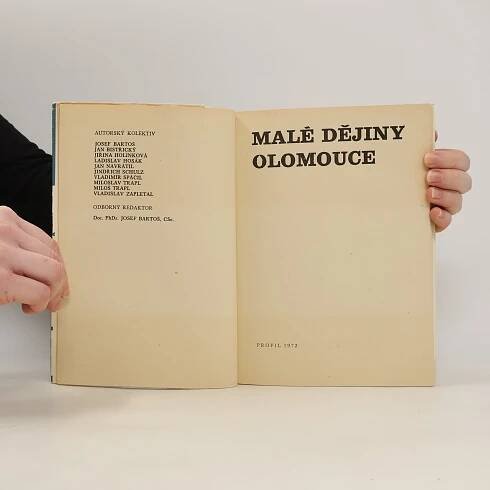 AUTORSKÝ KOLEKTIV
JOSEF BARTOŠ
JAN BISTŘICKÝ
JIŘINA HOLINKOVÁ
LADISLAV HOSÁK
JAN NAVRÁTIL
JINDŘICH SCHULZ
VLADIMÍR SPÁČIL
MILOSLAV TRAPL
MILOŠ TRAPL
VLADISLAV ZAPLETAL
ODBORNÝ REDAKTOR
Doc. PhDr. JOSEF BARTOŠ, CSc.
MALÉ DĚJINY
OLOMOUCE
PROFIL 1972